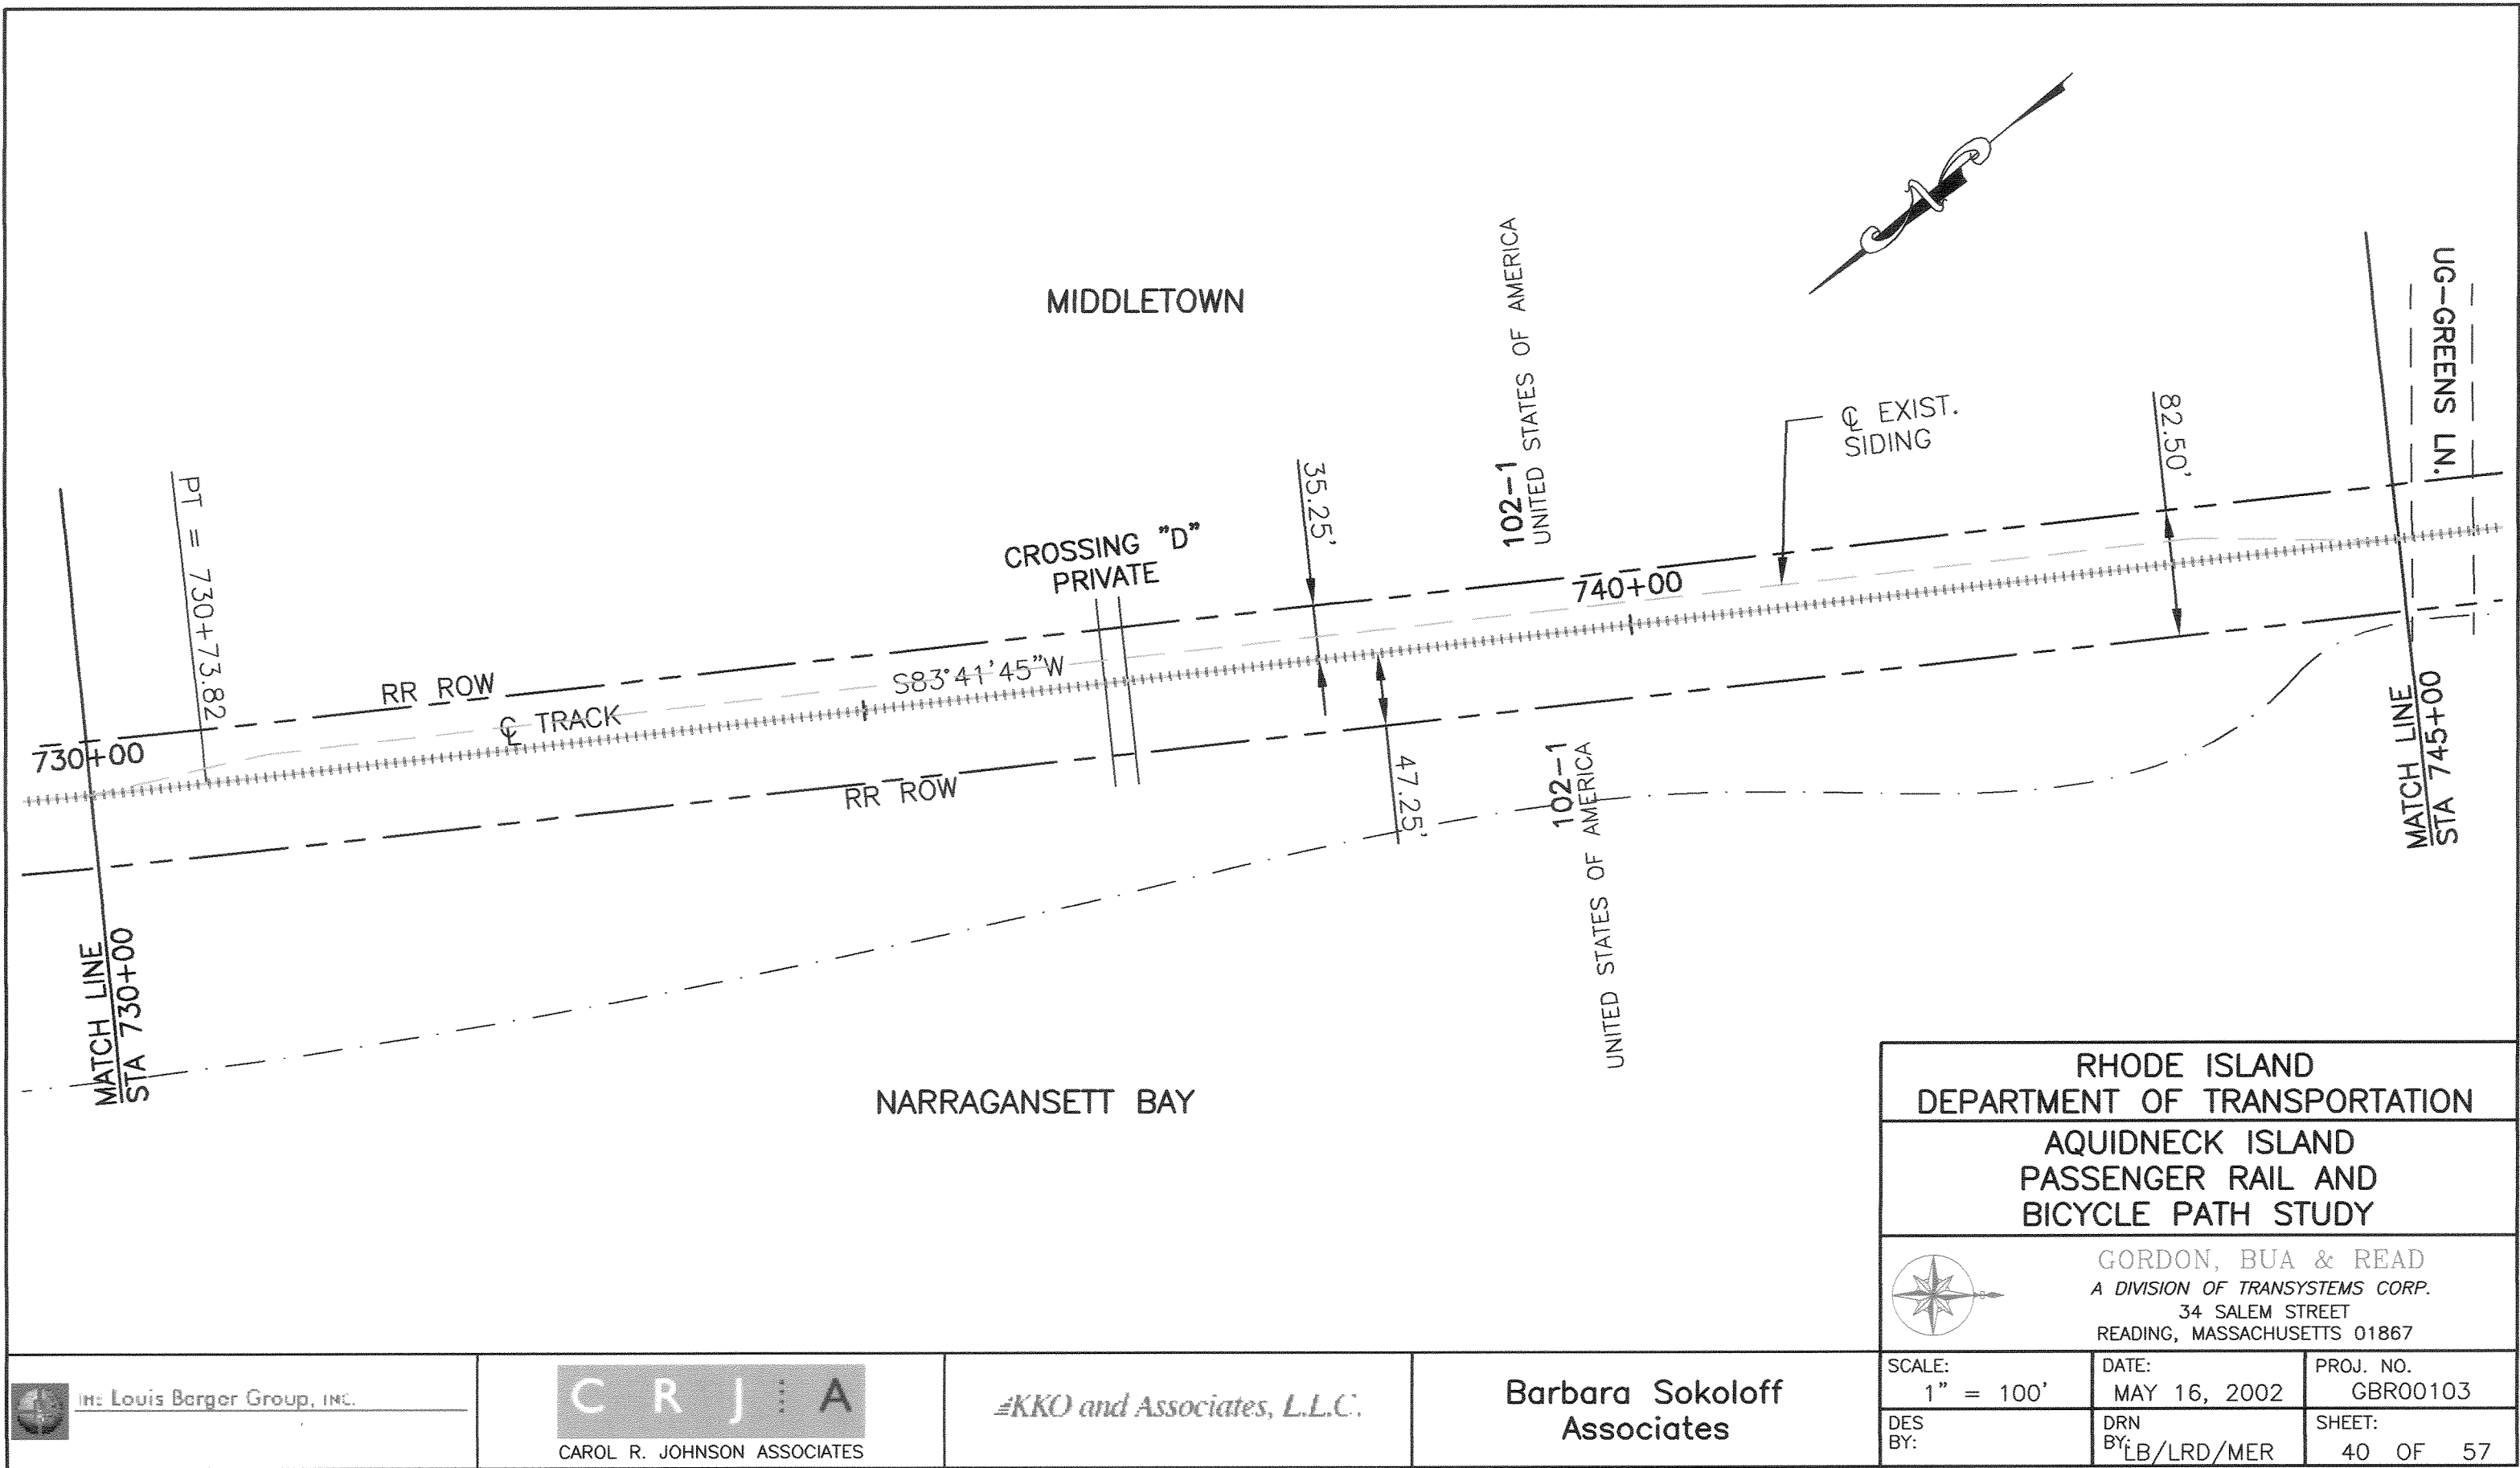 MIDDLETOWN
102-1
UNITED STATES OF AMERICA
℄ EXIST.
SIDING
82.50'
UG-GREENS LN.
PT = 730+73.82
35.25'
CROSSING "D"
PRIVATE
740+00
RR ROW
S83°41'45"W
℄ TRACK
730+00
RR ROW
47.25'
102-1
UNITED STATES OF AMERICA
MATCH LINE
STA 745+00
MATCH LINE
STA 730+00
NARRAGANSETT BAY
RHODE ISLAND
DEPARTMENT OF TRANSPORTATION
AQUIDNECK ISLAND
PASSENGER RAIL AND
BICYCLE PATH STUDY
GORDON, BUA & READ
A DIVISION OF TRANSYSTEMS CORP.
34 SALEM STREET
READING, MASSACHUSETTS 01867
THE Louis Berger Group, INC.
C R J A
CAROL R. JOHNSON ASSOCIATES
KKO and Associates, L.L.C.
Barbara Sokoloff
Associates
SCALE:
1" = 100'
DATE:
MAY 16, 2002
PROJ. NO.
GBR00103
DES
BY:
DRN
BY: LB/LRD/MER
SHEET:
40 OF 57